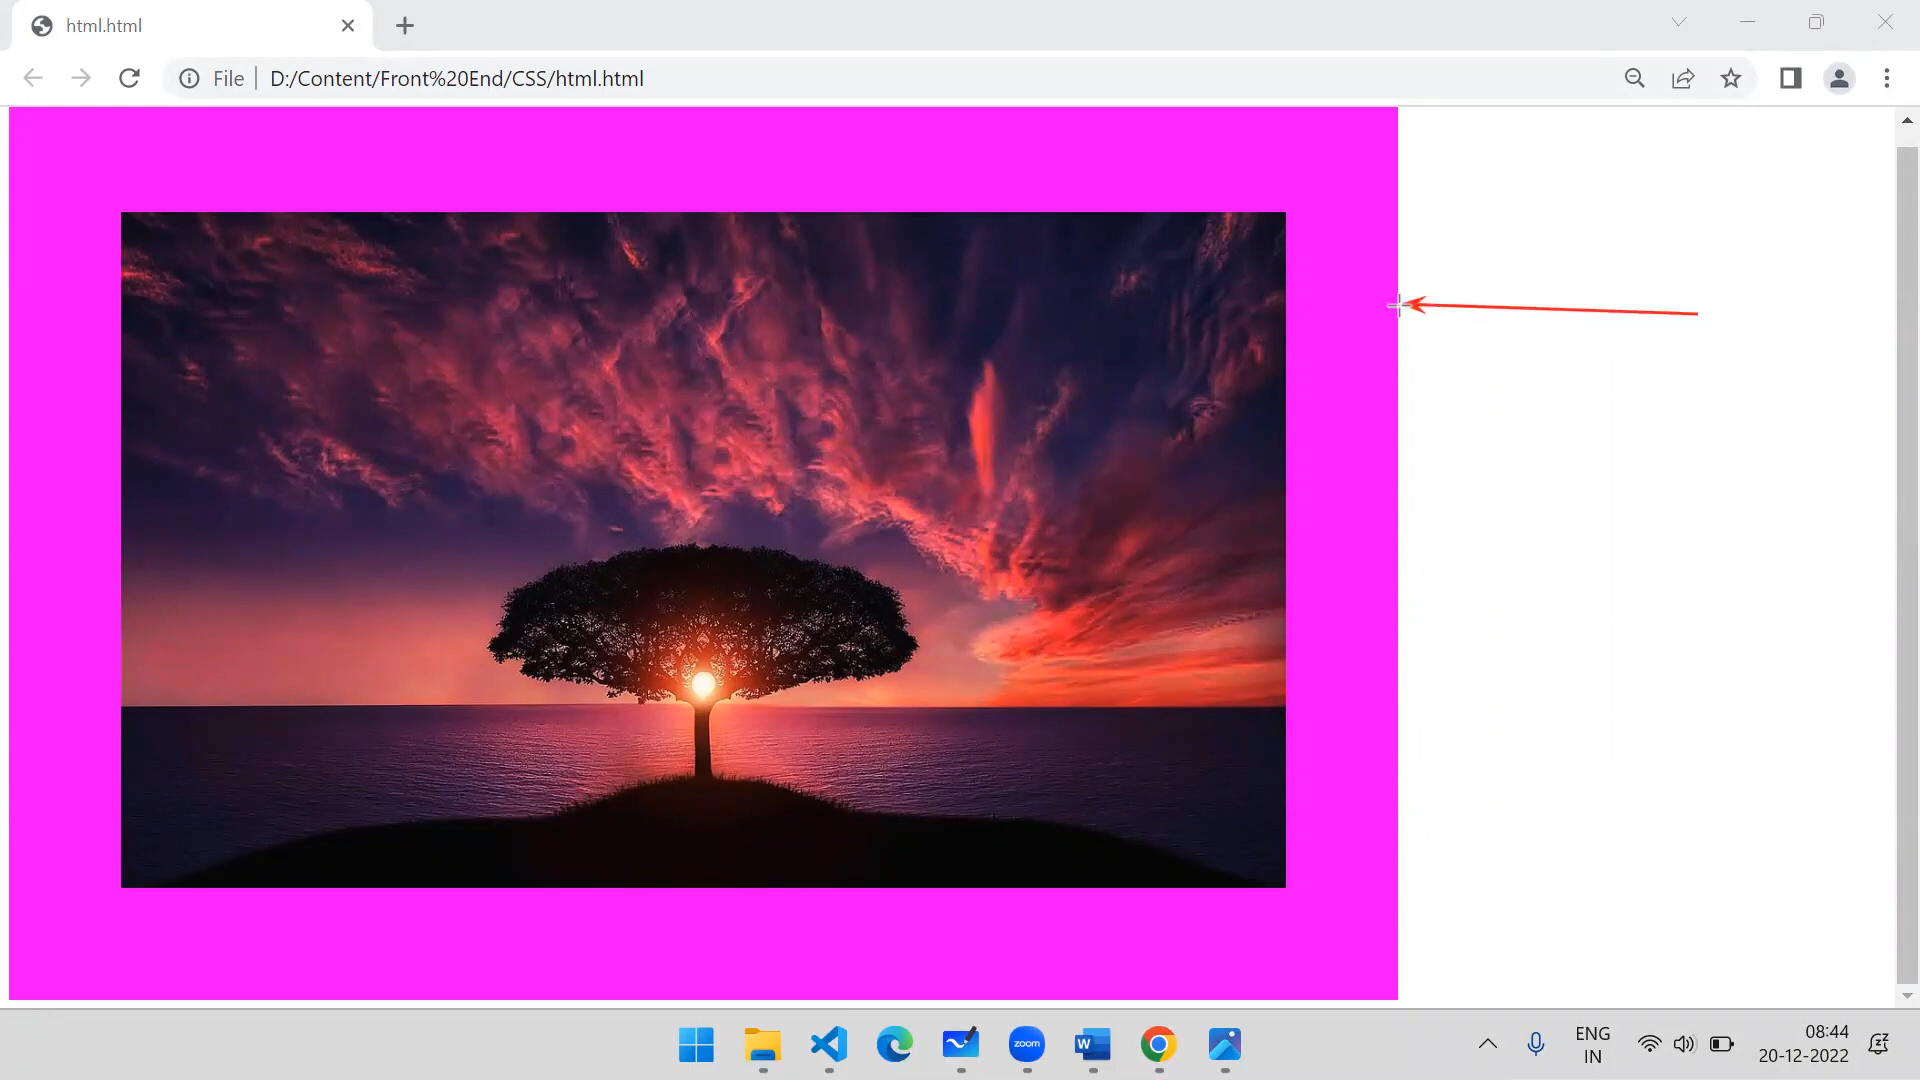 html.html
File
D:/Content/Front%20End/CSS/html.html
zoom
W
ENG
IN
08:44
20-12-2022